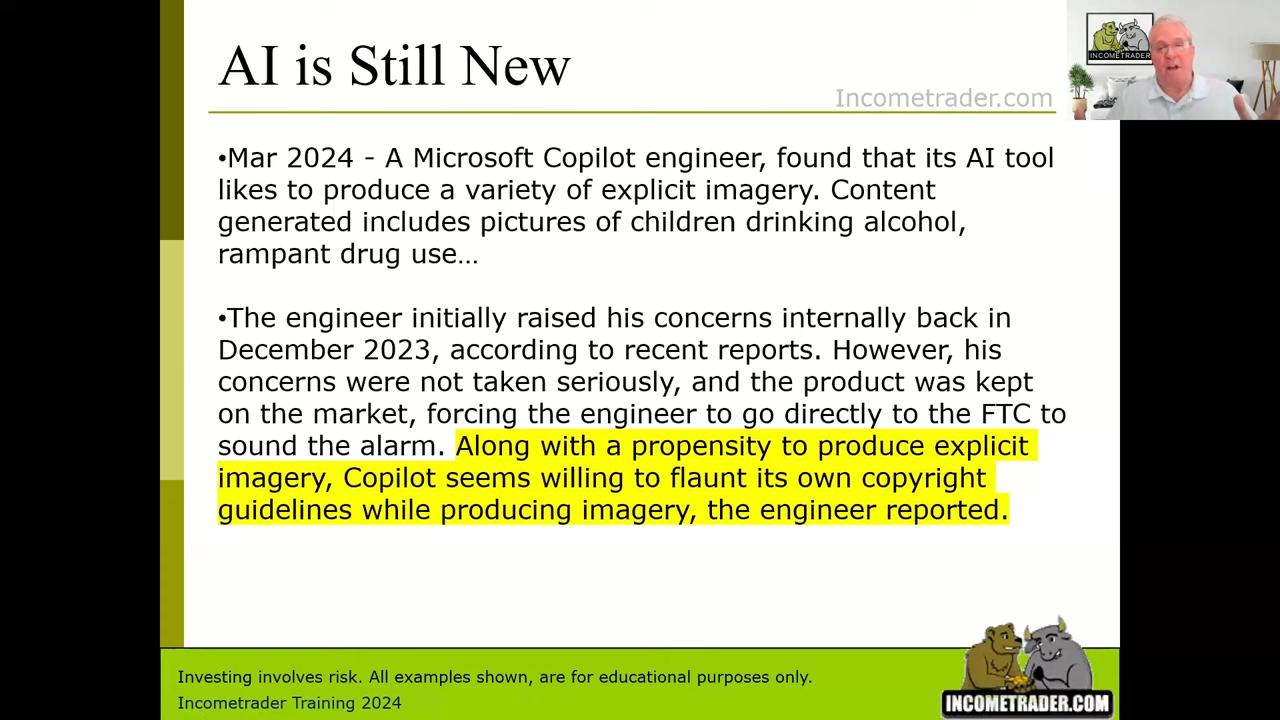 AI is Still New
Incometrader.com
INCOMETRADER
•Mar 2024 - A Microsoft Copilot engineer, found that its AI tool
likes to produce a variety of explicit imagery. Content
generated includes pictures of children drinking alcohol,
rampant drug use…
•The engineer initially raised his concerns internally back in
December 2023, according to recent reports. However, his
concerns were not taken seriously, and the product was kept
on the market, forcing the engineer to go directly to the FTC to
sound the alarm. Along with a propensity to produce explicit
imagery, Copilot seems willing to flaunt its own copyright
guidelines while producing imagery, the engineer reported.
Investing involves risk. All examples shown, are for educational purposes only.
Incometrader Training 2024
INCOMETRADER.COM